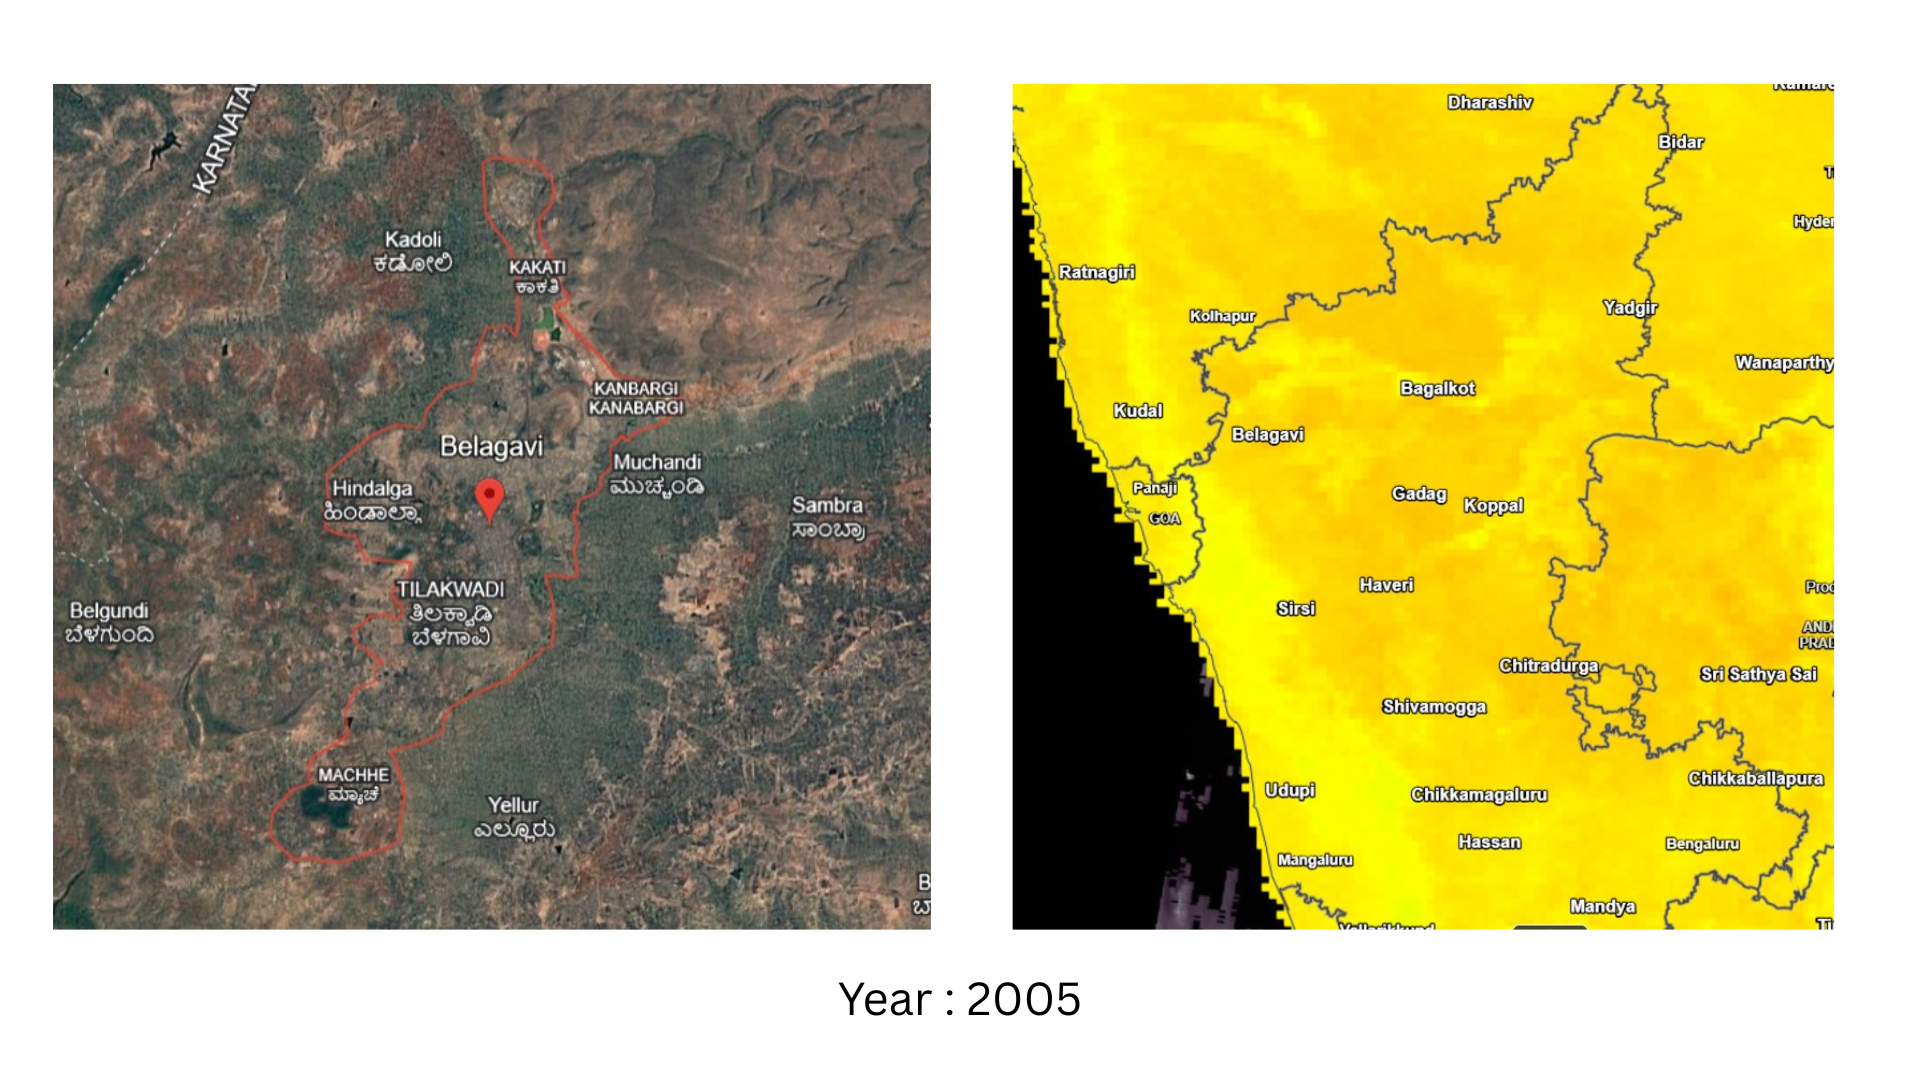 KARNATA
Kadoli
ಕಡೋಲಿ
KAKATI
ಕಾಕತಿ
KANBARGI
KANABARGI
Belagavi
Muchandi
ಮುಚ್ಚಂಡಿ
Hindalga
ಹಿಂಡಾಲ್ಗಾ
Sambra
ಸಾಂಬ್ರಾ
TILAKWADI
ತಿಲಕ್ವಾಡಿ
ಬೆಳಗಾವಿ
Belgundi
ಬೆಳಗುಂದಿ
MACHHE
ಮ್ಯಾಚೆ
Yellur
ಎಲ್ಲೂರು
B
ಬಾ
Dharashiv
Bidar
Hyder
Ratnagiri
Kolhapur
Yadgir
Wanaparthy
Bagalkot
Kudal
Belagavi
Panaji
GOA
Gadag
Koppal
Haveri
Sirsi
Prod
AND
PRAD
Chitradurga
Sri Sathya Sai
Shivamogga
Chikkaballapura
Udupi
Chikkamagaluru
Hassan
Bengaluru
Mangaluru
Mandya
Year : 2005